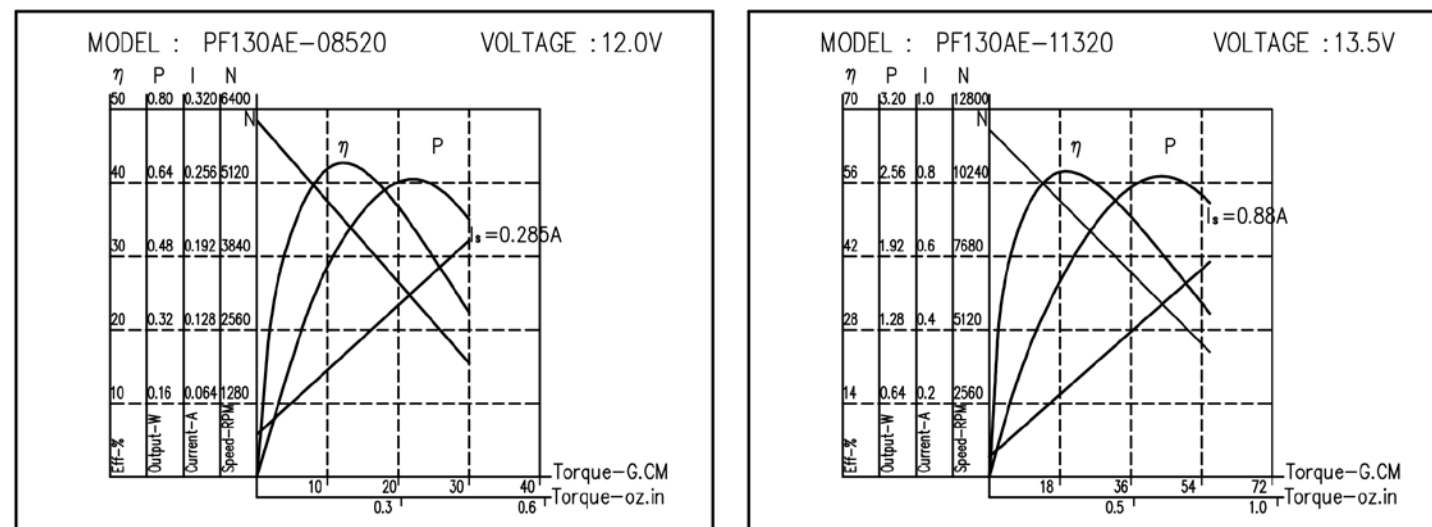 MODEL : PF130AE-08520 VOLTAGE :12.0V
η P I N
50 0.80 0.320 6400
N
η P
40 0.64 0.256 5120
Is=0.285A
30 0.48 0.192 3840
20 0.32 0.128 2560
10 0.16 0.064 1280
Eff-% Output-W Current-A Speed-RPM
10 20 30 40 Torque-G.CM
0.3 0.6 Torque-oz.in
MODEL : PF130AE-11320 VOLTAGE :13.5V
η P I N
70 3.20 1.0 12800
N
η P
56 2.56 0.8 10240
Is=0.88A
42 1.92 0.6 7680
28 1.28 0.4 5120
14 0.64 0.2 2560
Eff-% Output-W Current-A Speed-RPM
18 36 54 72 Torque-G.CM
0.5 1.0 Torque-oz.in